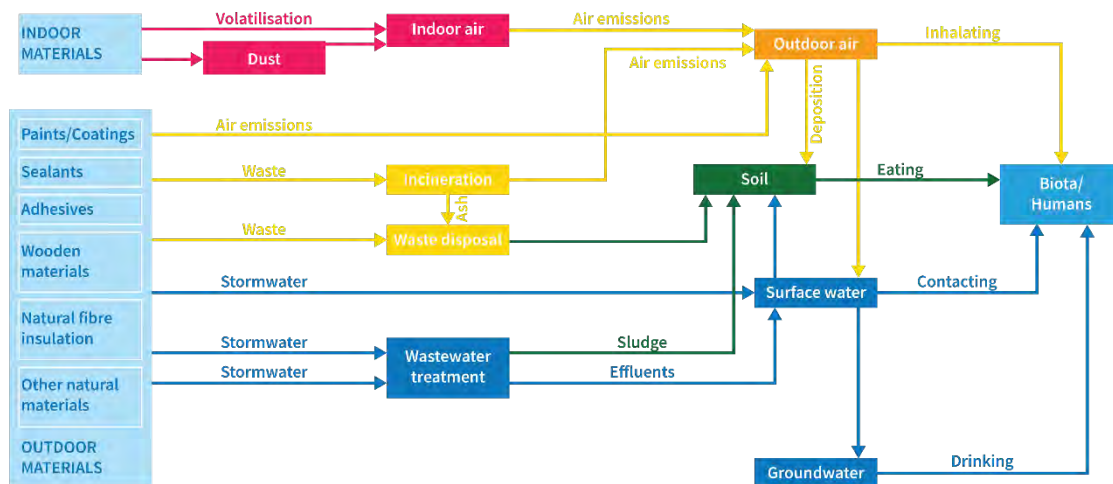 INDOOR
MATERIALS
Volatilisation
Dust
Indoor air
Air emissions
Air emissions
Outdoor air
Inhalating
Deposition
Paints/Coatings
Air emissions
Sealants
Waste
Incineration
Ash
Soil
Eating
Biota/
Humans
Adhesives
Waste
Waste disposal
Wooden
materials
Stormwater
Surface water
Contacting
Natural fibre
insulation
Stormwater
Stormwater
Wastewater
treatment
Sludge
Effluents
Other natural
materials
OUTDOOR
MATERIALS
Groundwater
Drinking